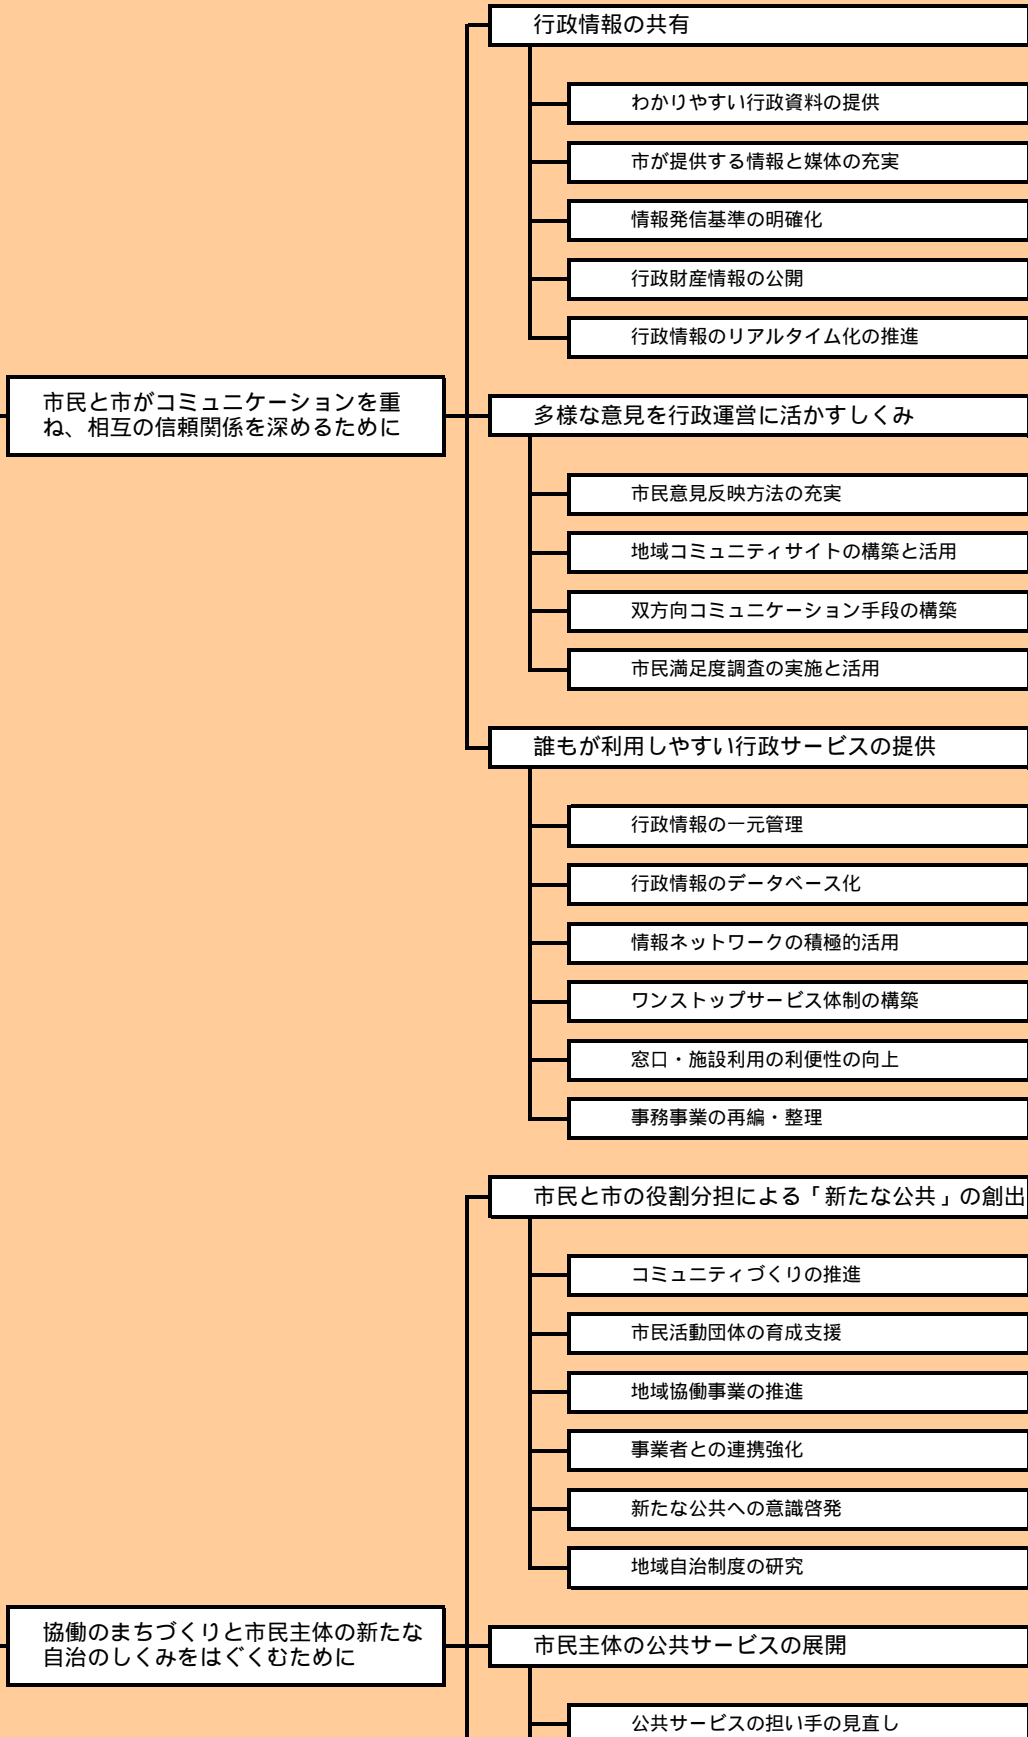 行政情報の共有
わかりやすい行政資料の提供
市が提供する情報と媒体の充実
情報発信基準の明確化
行政財産情報の公開
行政情報のリアルタイム化の推進
市民と市がコミュニケーションを重
ね、相互の信頼関係を深めるために
多様な意見を行政運営に活かすしくみ
市民意見反映方法の充実
地域コミュニティサイトの構築と活用
双方向コミュニケーション手段の構築
市民満足度調査の実施と活用
誰もが利用しやすい行政サービスの提供
行政情報の一元管理
行政情報のデータベース化
情報ネットワークの積極的活用
ワンストップサービス体制の構築
窓口・施設利用の利便性の向上
事務事業の再編・整理
市民と市の役割分担による「新たな公共」の創出
コミュニティづくりの推進
市民活動団体の育成支援
地域協働事業の推進
事業者との連携強化
新たな公共への意識啓発
地域自治制度の研究
協働のまちづくりと市民主体の新たな
自治のしくみをはぐくむために
市民主体の公共サービスの展開
公共サービスの担い手の見直し